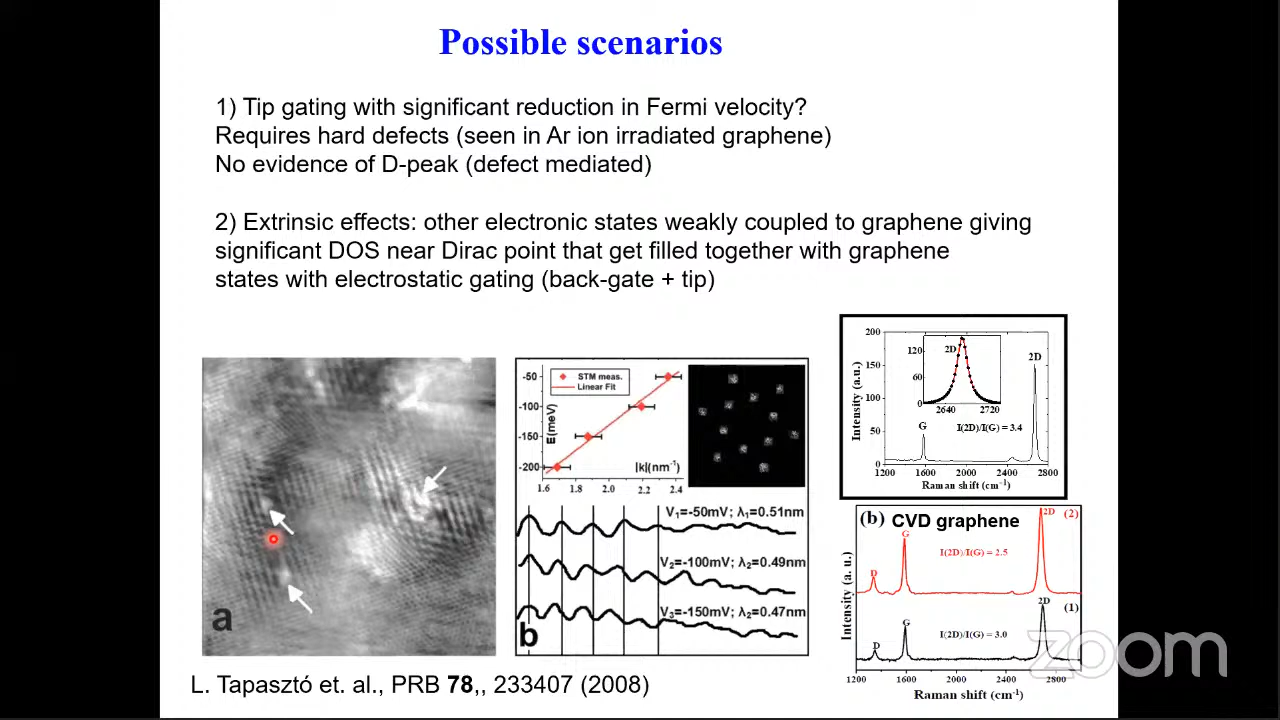 Possible scenarios
1) Tip gating with significant reduction in Fermi velocity?
Requires hard defects (seen in Ar ion irradiated graphene)
No evidence of D-peak (defect mediated)
2) Extrinsic effects: other electronic states weakly coupled to graphene giving
significant DOS near Dirac point that get filled together with graphene
states with electrostatic gating (back-gate + tip)
a
STM meas.
Linear Fit
E(meV)
-50
-100
-150
-200
|k|(nm⁻¹)
1.6 1.8 2.0 2.2 2.4
V₁=-50mV; λ₁=0.51nm
V₂=-100mV; λ₂=0.49nm
V₃=-150mV; λ₂=0.47nm
b
200
150
100
50
0
Intensity (a.u.)
120
60
0
2D
2640 2720
2D
G
I(2D)/I(G) = 3.4
1200 1600 2000 2400 2800
Raman shift (cm⁻¹)
(b) CVD graphene
2D (2)
G
I(2D)/I(G) = 2.5
D
2D (1)
G
I(2D)/I(G) = 3.0
D
Intensity (a. u.)
1200 1600 2000 2400 2800
Raman shift (cm⁻¹)
zoom
L. Tapasztó et. al., PRB 78,, 233407 (2008)